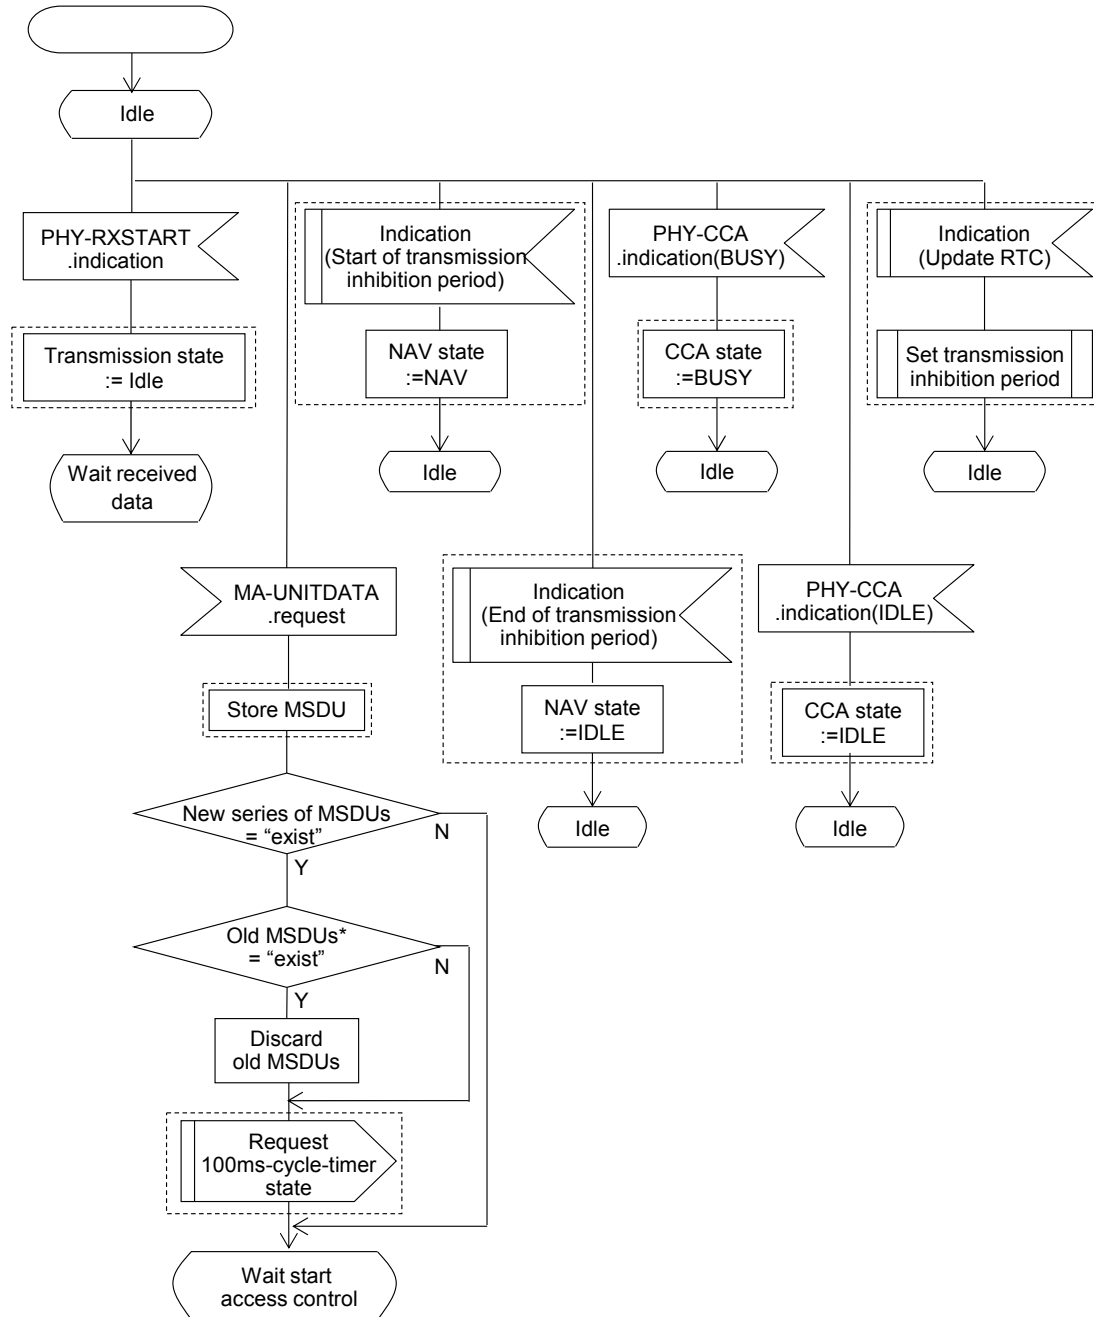 Idle
PHY-RXSTART
.indication
Indication
(Start of transmission
inhibition period)
PHY-CCA
.indication(BUSY)
Indication
(Update RTC)
Transmission state
:= Idle
NAV state
:=NAV
CCA state
:=BUSY
Set transmission
inhibition period
Wait received
data
Idle
Idle
Idle
MA-UNITDATA
.request
Indication
(End of transmission
inhibition period)
PHY-CCA
.indication(IDLE)
Store MSDU
NAV state
:=IDLE
CCA state
:=IDLE
New series of MSDUs
= “exist”
N
Y
Idle
Idle
Old MSDUs*
= “exist”
N
Y
Discard
old MSDUs
Request
100ms-cycle-timer
state
Wait start
access control